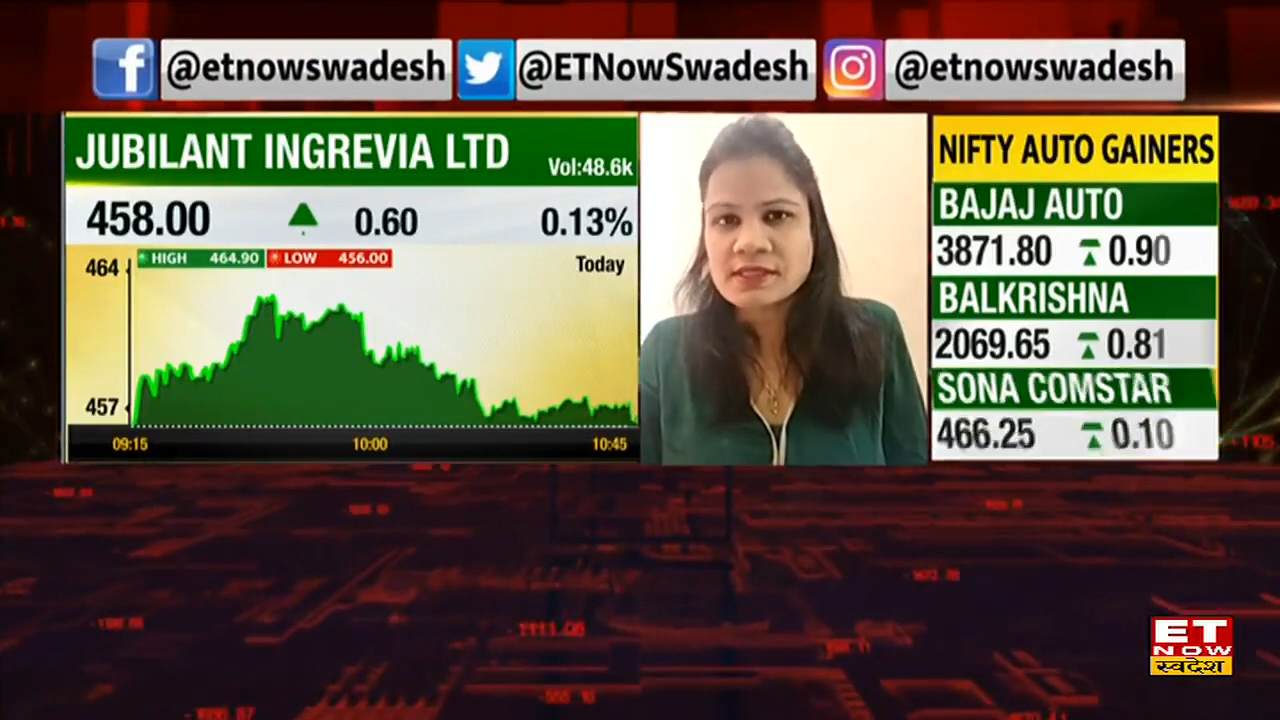 @etnowswadesh @ETNowSwadesh @etnowswadesh
JUBILANT INGREVIA LTD Vol:48.6k
458.00 0.60 0.13%
HIGH 464.90 LOW 456.00 Today
464
457
09:15 10:00 10:45
NIFTY AUTO GAINERS
BAJAJ AUTO
3871.80 0.90
BALKRISHNA
2069.65 0.81
SONA COMSTAR
466.25 0.10
ET
NOW
स्वदेश